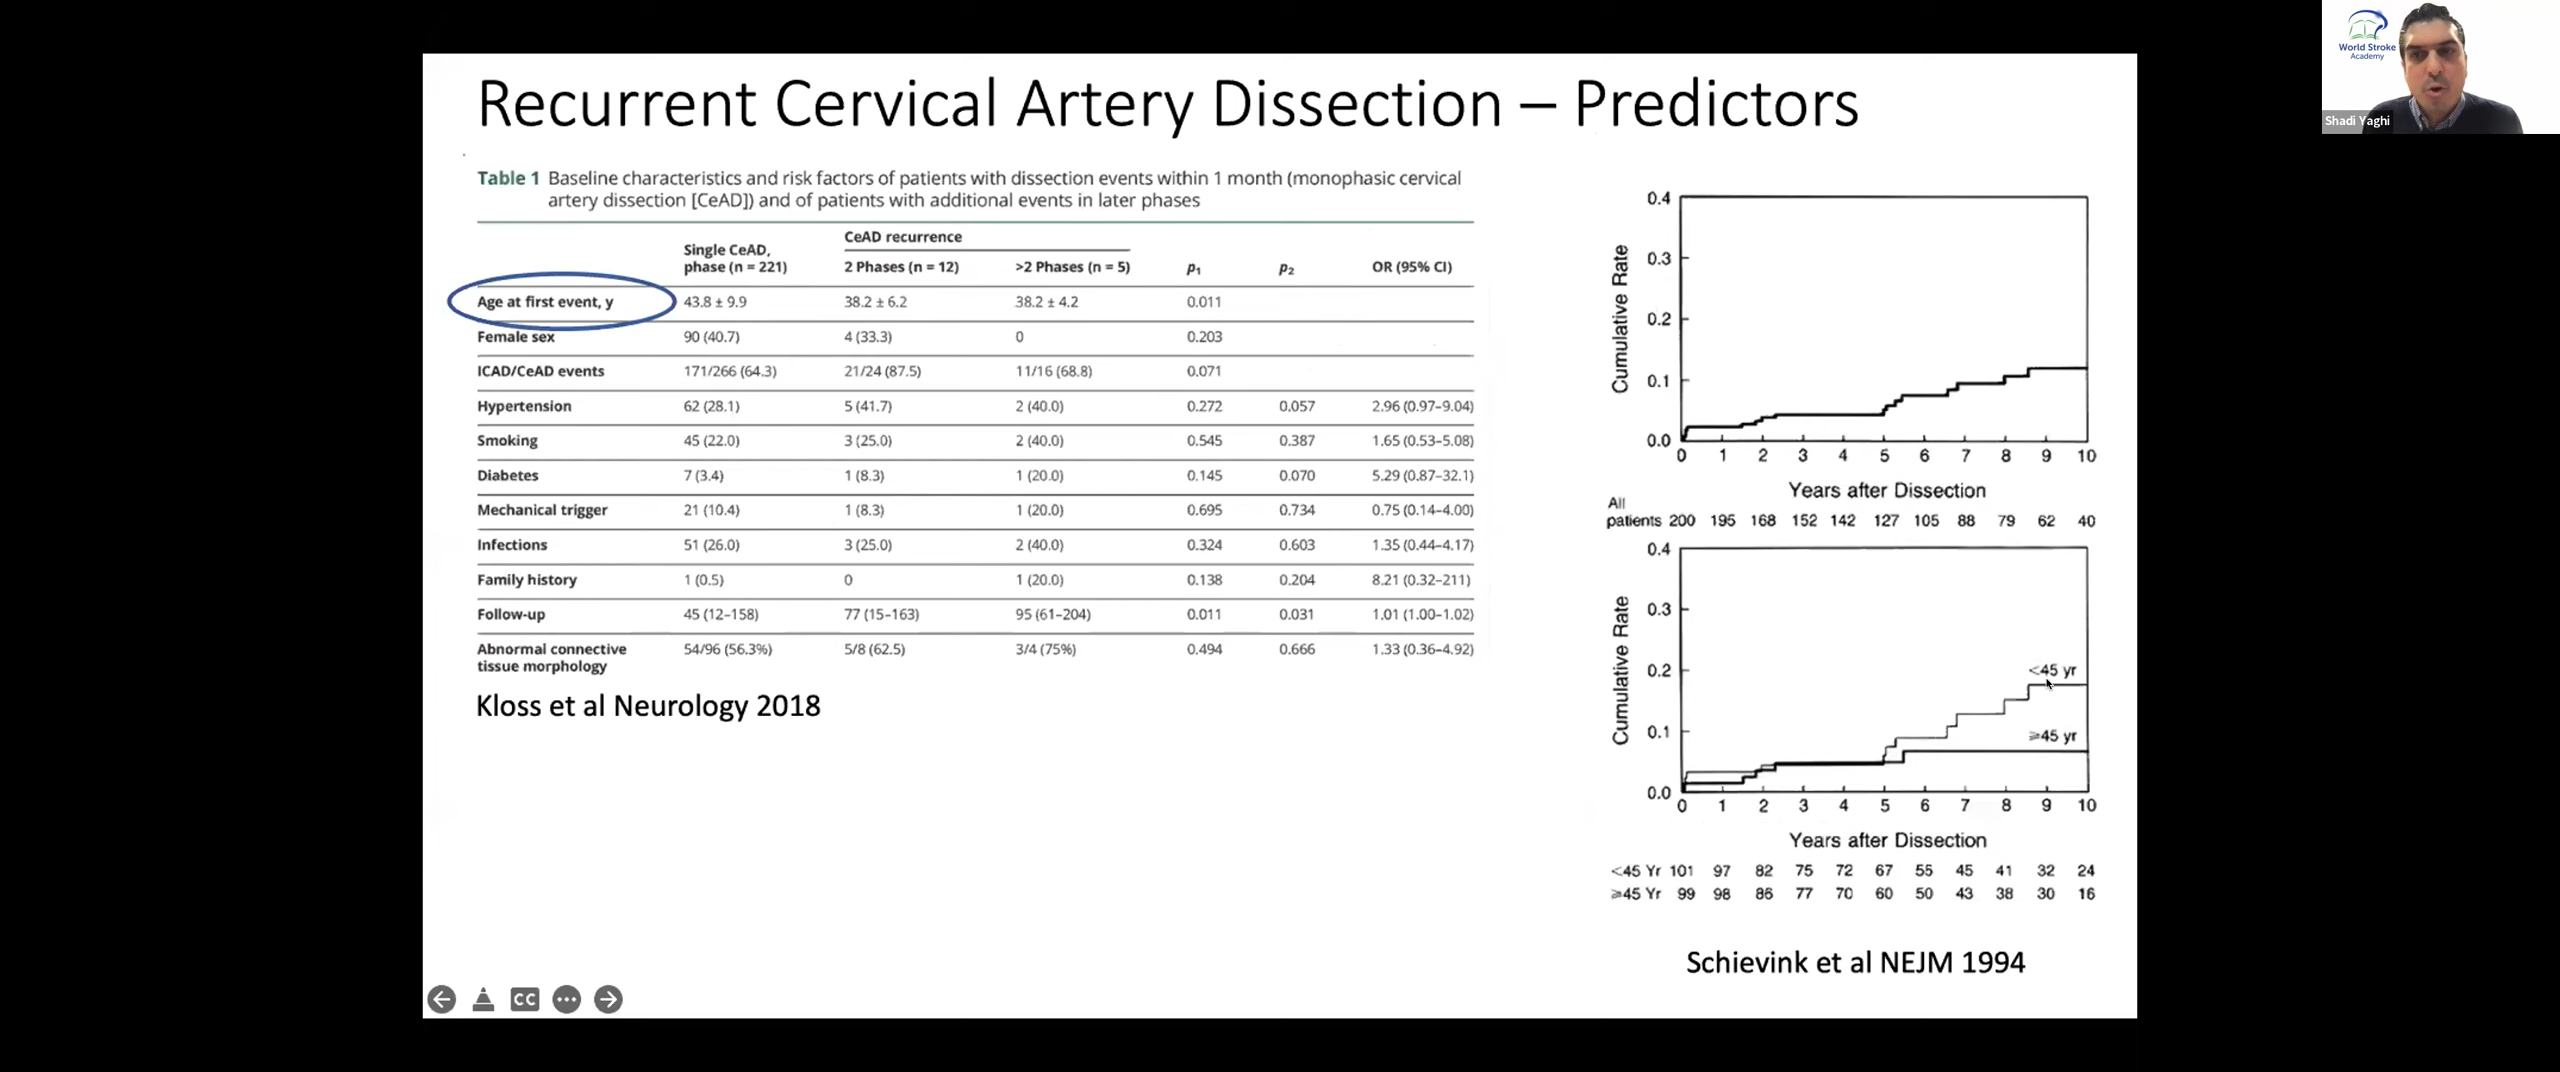 World Stroke
Academy
Shadi Yaghi
Recurrent Cervical Artery Dissection – Predictors
Table 1 Baseline characteristics and risk factors of patients with dissection events within 1 month (monophasic cervical
artery dissection [CeAD]) and of patients with additional events in later phases
CeAD recurrence
Single CeAD,
phase (n = 221) 2 Phases (n = 12) >2 Phases (n = 5) p1 p2 OR (95% CI)
Age at first event, y 43.8 ± 9.9 38.2 ± 6.2 38.2 ± 4.2 0.011
Female sex 90 (40.7) 4 (33.3) 0 0.203
ICAD/CeAD events 171/266 (64.3) 21/24 (87.5) 11/16 (68.8) 0.071
Hypertension 62 (28.1) 5 (41.7) 2 (40.0) 0.272 0.057 2.96 (0.97–9.04)
Smoking 45 (22.0) 3 (25.0) 2 (40.0) 0.545 0.387 1.65 (0.53–5.08)
Diabetes 7 (3.4) 1 (8.3) 1 (20.0) 0.145 0.070 5.29 (0.87–32.1)
Mechanical trigger 21 (10.4) 1 (8.3) 1 (20.0) 0.695 0.734 0.75 (0.14–4.00)
Infections 51 (26.0) 3 (25.0) 2 (40.0) 0.324 0.603 1.35 (0.44–4.17)
Family history 1 (0.5) 0 1 (20.0) 0.138 0.204 8.21 (0.32–211)
Follow-up 45 (12–158) 77 (15–163) 95 (61–204) 0.011 0.031 1.01 (1.00–1.02)
Abnormal connective 54/96 (56.3%) 5/8 (62.5) 3/4 (75%) 0.494 0.666 1.33 (0.36–4.92)
tissue morphology
Kloss et al Neurology 2018
Cumulative Rate
0.4
0.3
0.2
0.1
0.0
0 1 2 3 4 5 6 7 8 9 10
Years after Dissection
All
patients 200 195 168 152 142 127 105 88 79 62 40
Cumulative Rate
0.4
0.3
0.2
0.1
0.0
<45 yr
≥45 yr
0 1 2 3 4 5 6 7 8 9 10
Years after Dissection
<45 Yr 101 97 82 75 72 67 55 45 41 32 24
≥45 Yr 99 98 86 77 70 60 50 43 38 30 16
Schievink et al NEJM 1994
CC